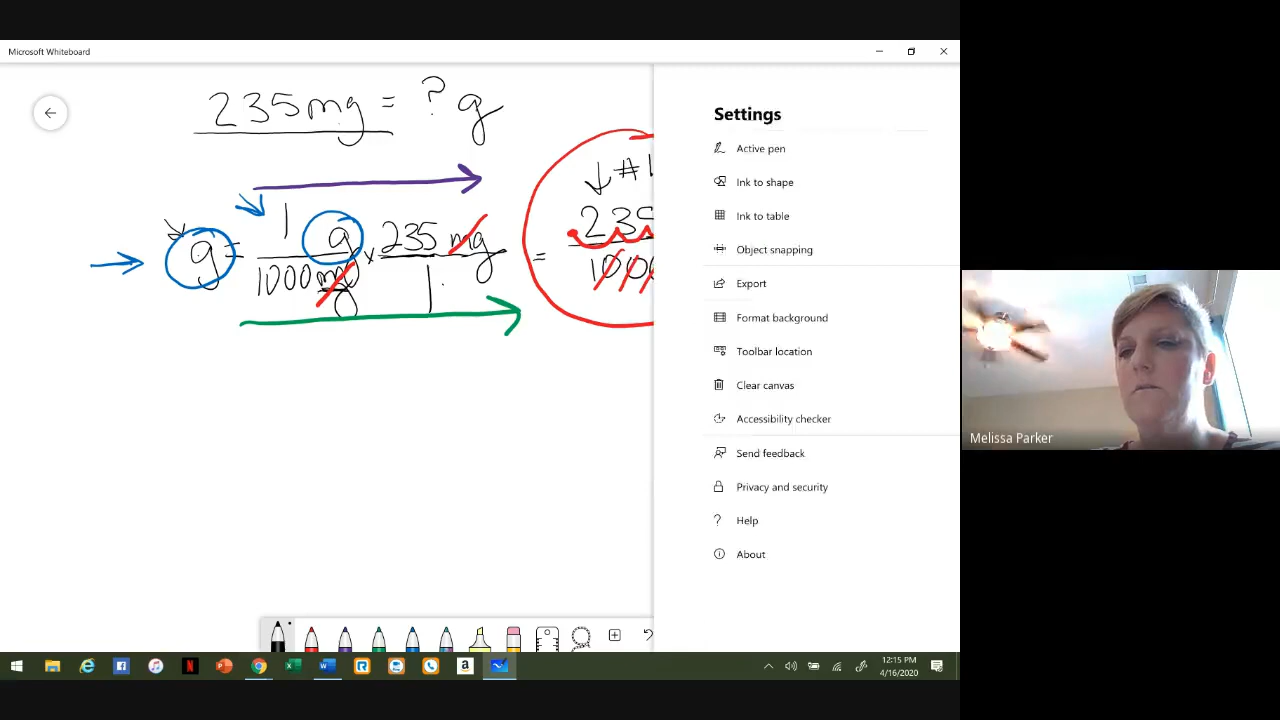 Microsoft Whiteboard
235mg = ? g
Settings
Active pen
Ink to shape
Ink to table
Object snapping
Export
Format background
Toolbar location
Clear canvas
Accessibility checker
Send feedback
Privacy and security
Help
About
#1
g = 1 g × 235 mg = 235
1000 mg 1 1000
Melissa Parker
12:15 PM
4/16/2020